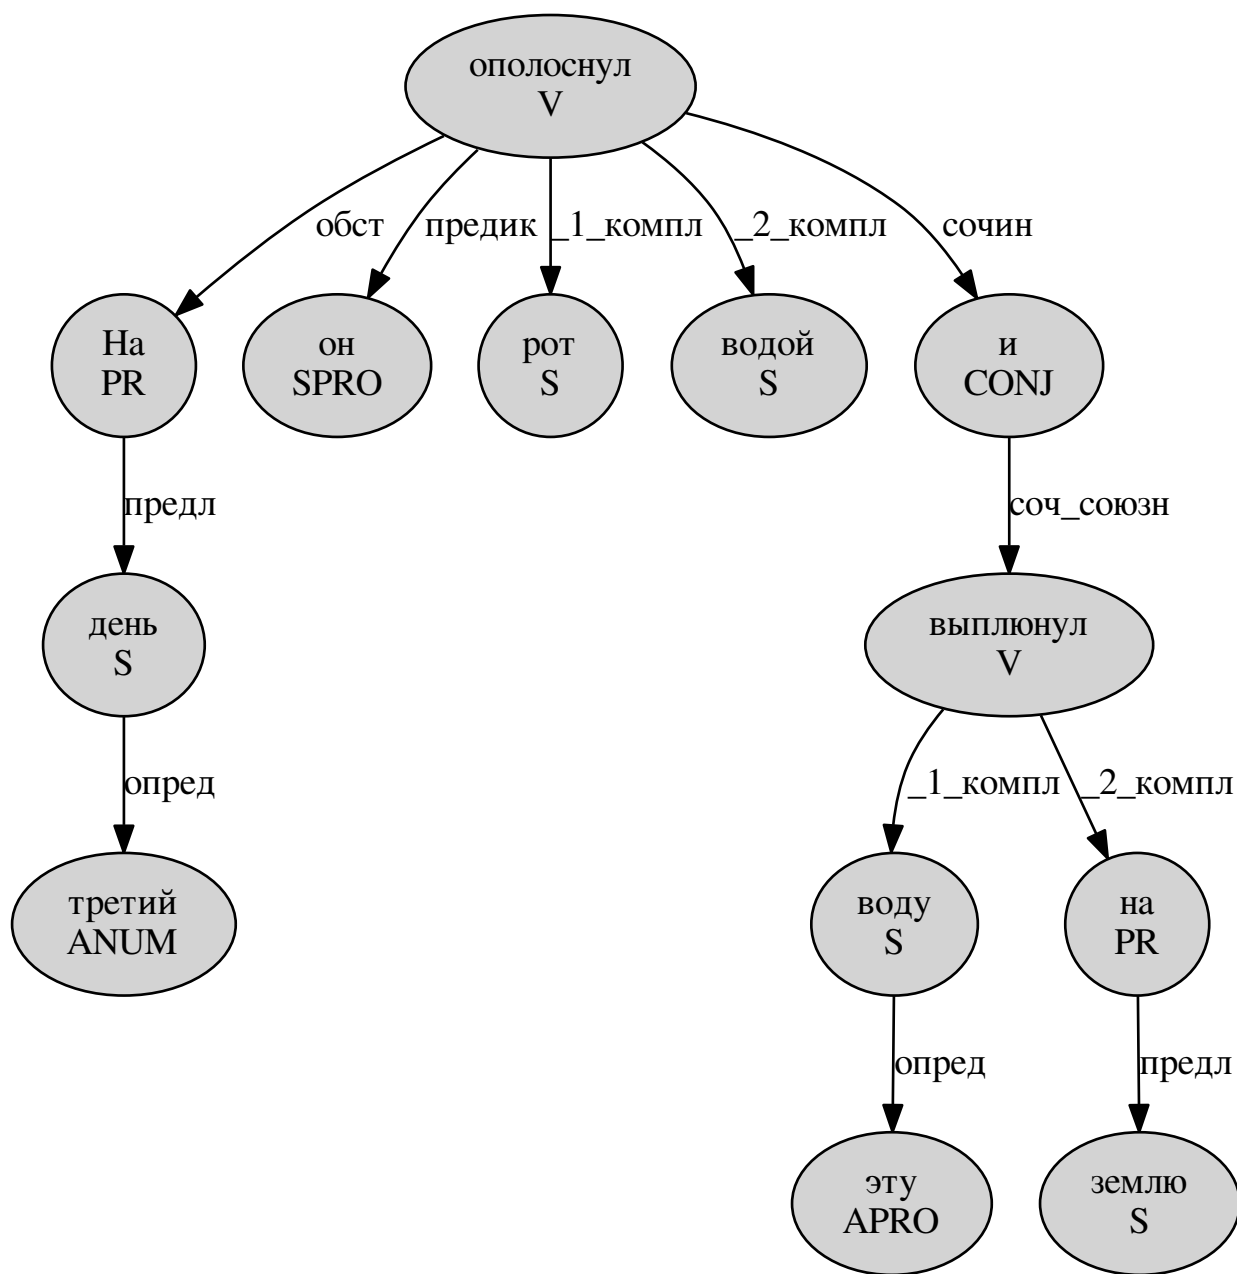 ополоснул
V
обст
предик
_1_компл
_2_компл
сочин
На
PR
он
SPRO
рот
S
водой
S
и
CONJ
предл
соч_союзн
день
S
выплюнул
V
опред
_1_компл
_2_компл
третий
ANUM
воду
S
на
PR
опред
предл
эту
APRO
землю
S